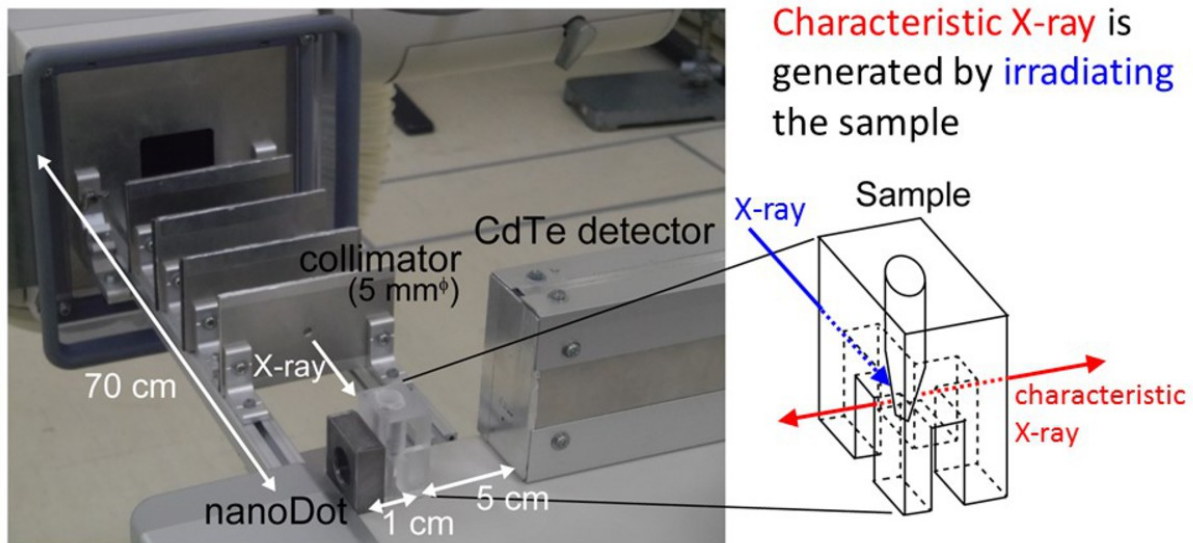 Characteristic X-ray is
generated by irradiating
the sample
Sample
X-ray
CdTe detector
collimator
(5 mmᶲ)
X-ray
70 cm
characteristic
X-ray
5 cm
nanoDot
1 cm